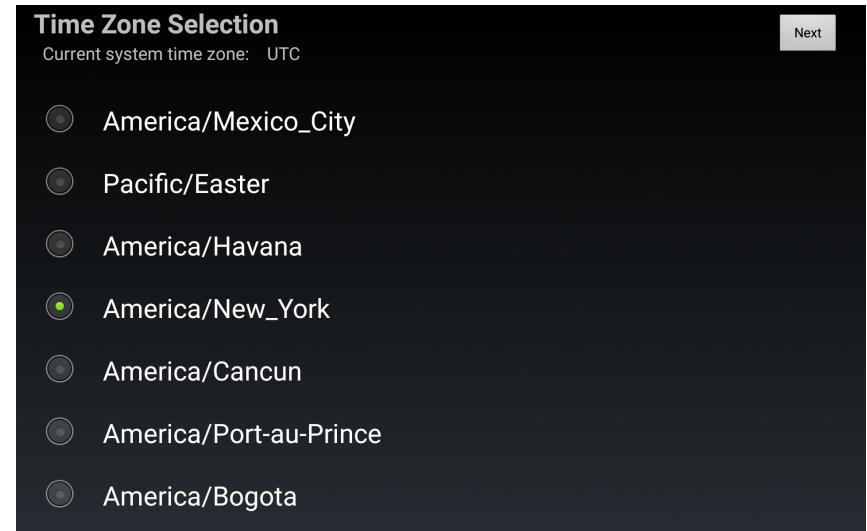 Time Zone Selection
Next
Current system time zone: UTC
America/Mexico_City
Pacific/Easter
America/Havana
America/New_York
America/Cancun
America/Port-au-Prince
America/Bogota